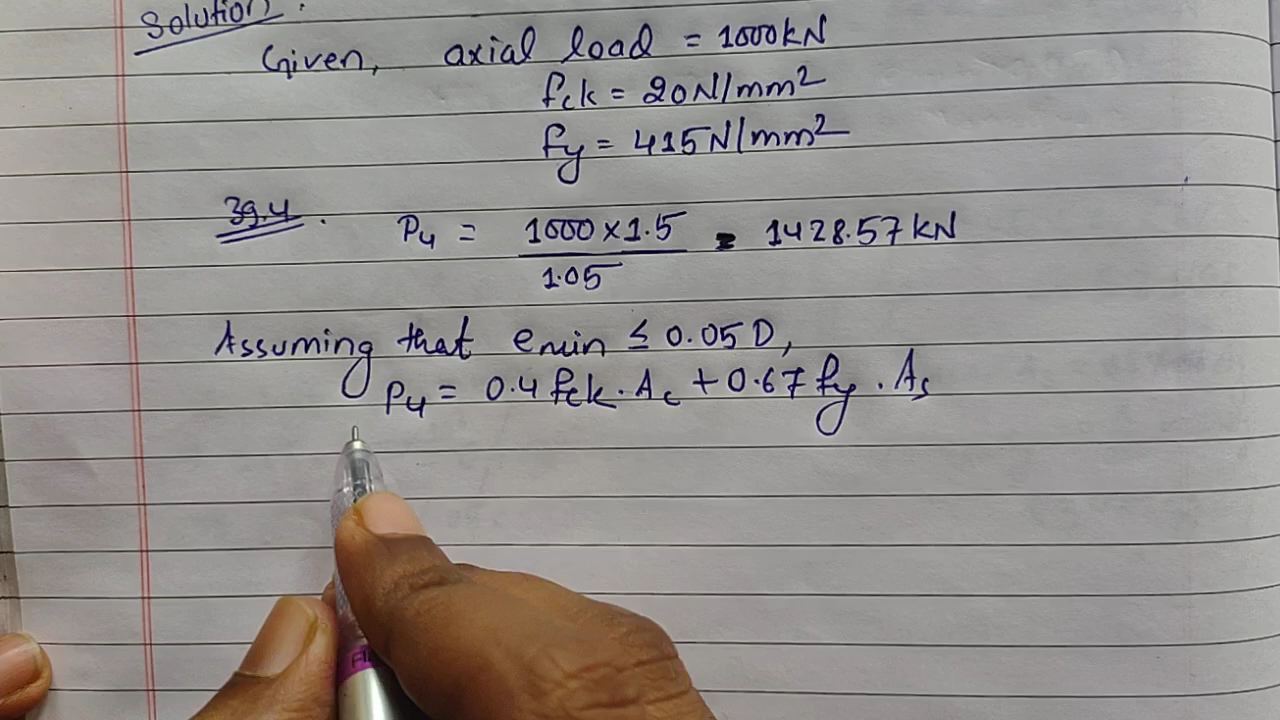 Solution.
Given, axial load = 1000kN
fck = 20N/mm²
fy = 415N/mm²
39.4. Pu = 1000 × 1.5 / 1.05 = 1428.57kN
Assuming that emin ≤ 0.05D,
Pu = 0.4 fck. Ac + 0.67 fy. As